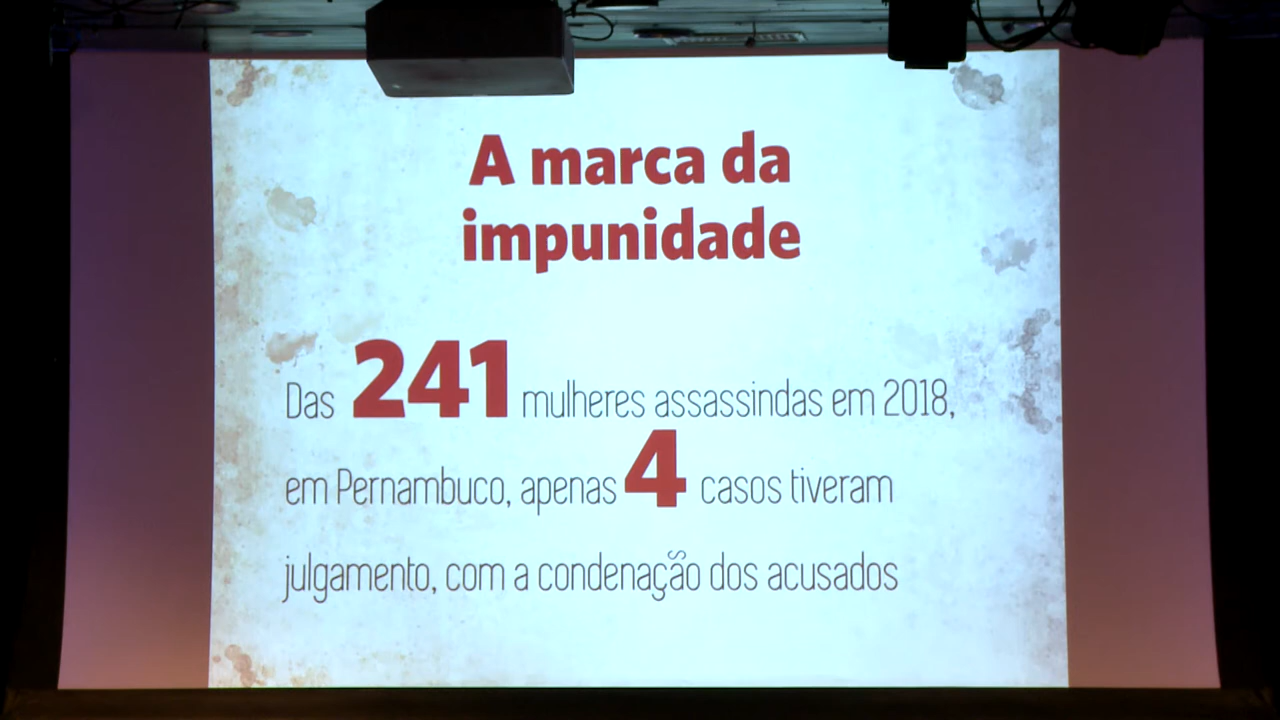 A marca da
impunidade
Das 241 mulheres assassindas em 2018,
em Pernambuco, apenas 4 casos tiveram
julgamento, com a condenação dos acusados